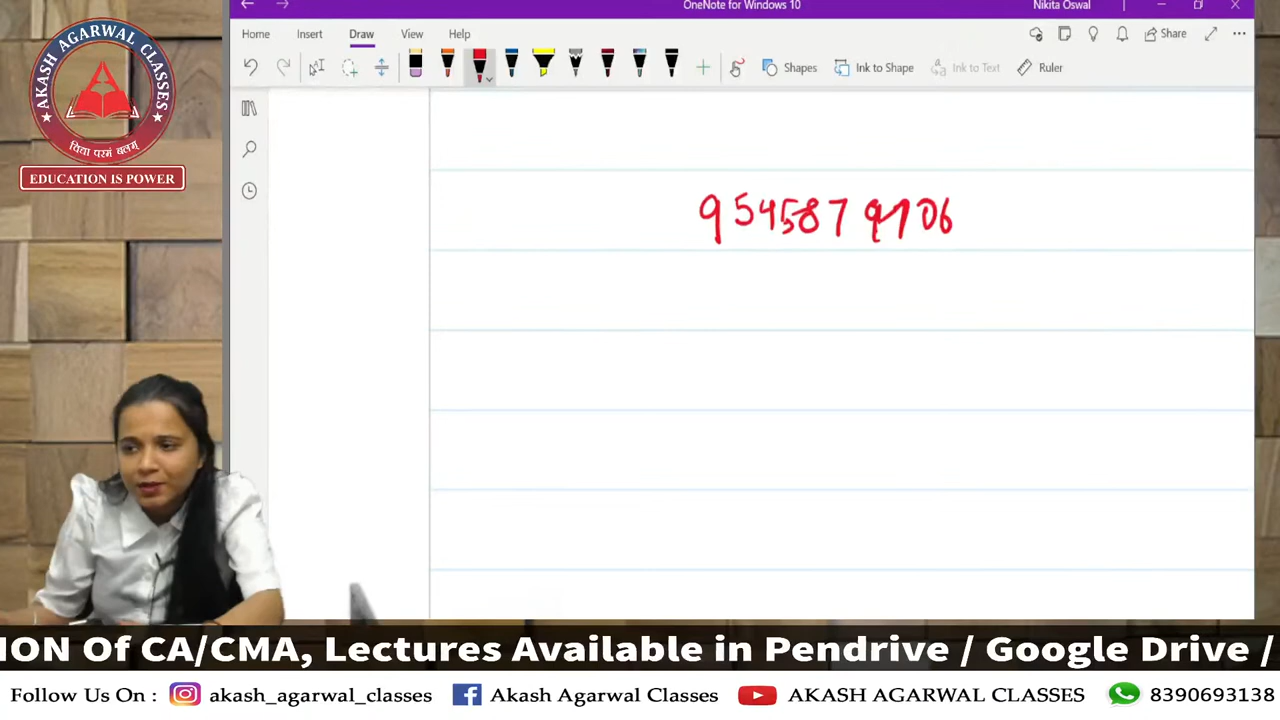 OneNote for Windows 10
Nikita Oswal
Home Insert Draw View Help
Share
Shapes
Ink to Shape
Ink to Text
Ruler
AKASH AGARWAL CLASSES
विद्या परमं बलम्
EDUCATION IS POWER
ION Of CA/CMA, Lectures Available in Pendrive / Google Drive /
Follow Us On : akash_agarwal_classes Akash Agarwal Classes AKASH AGARWAL CLASSES 8390693138